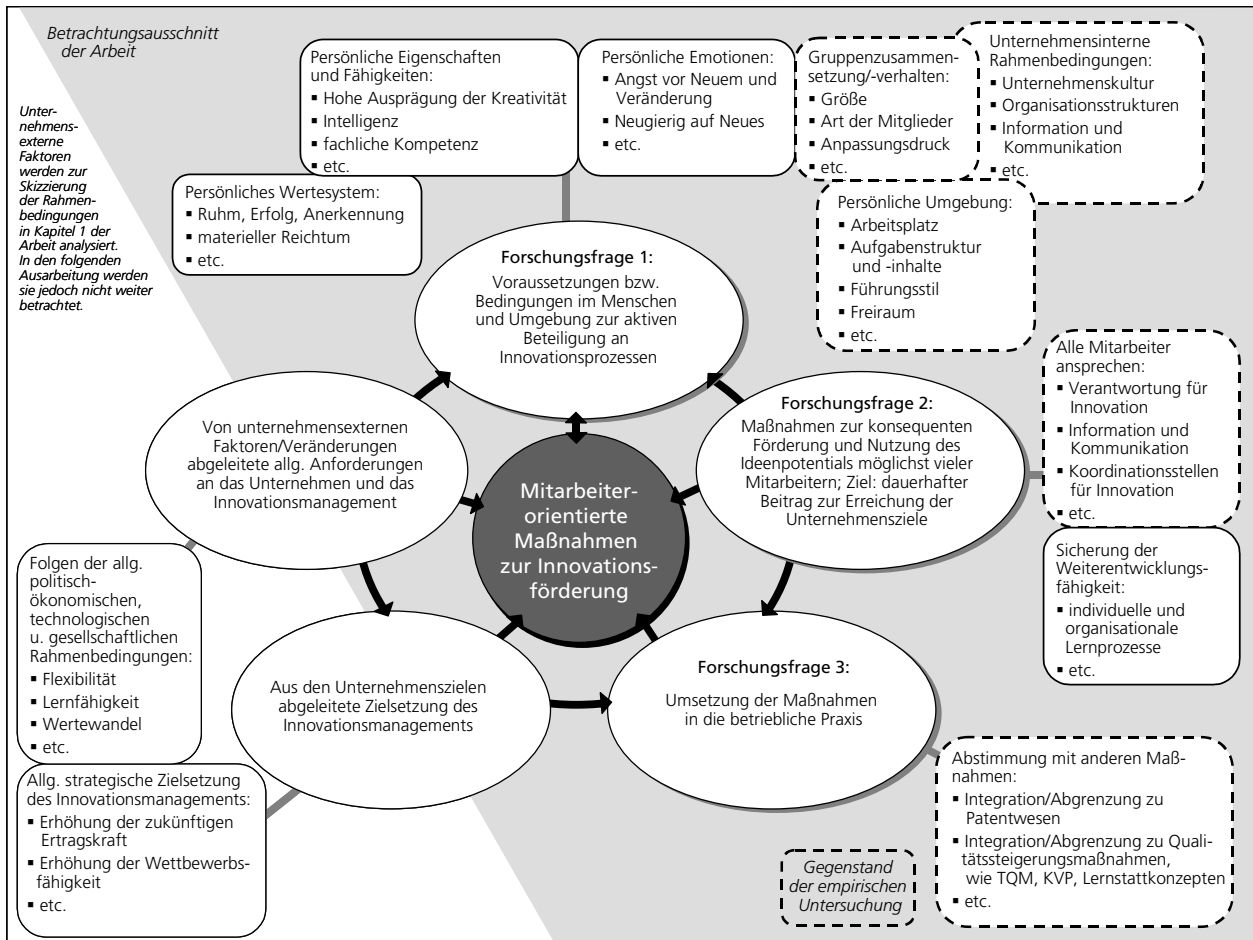 Betrachtungsausschnitt
der Arbeit
Unter-
nehmens-
externe
Faktoren
werden zur
Skizzierung
der Rahmen-
bedingungen
in Kapitel 1 der
Arbeit analysiert.
In den folgenden
Ausarbeitung werden
sie jedoch nicht weiter
betrachtet.
Persönliche Eigenschaften
und Fähigkeiten:
▪ Hohe Ausprägung der Kreativität
▪ Intelligenz
▪ fachliche Kompetenz
▪ etc.
Persönliche Emotionen:
▪ Angst vor Neuem und
Veränderung
▪ Neugierig auf Neues
▪ etc.
Gruppenzusammen-
setzung/-verhalten:
▪ Größe
▪ Art der Mitglieder
▪ Anpassungsdruck
▪ etc.
Unternehmensinterne
Rahmenbedingungen:
▪ Unternehmenskultur
▪ Organisationsstrukturen
▪ Information und
Kommunikation
▪ etc.
Persönliches Wertesystem:
▪ Ruhm, Erfolg, Anerkennung
▪ materieller Reichtum
▪ etc.
Persönliche Umgebung:
▪ Arbeitsplatz
▪ Aufgabenstruktur
und -inhalte
▪ Führungsstil
▪ Freiraum
▪ etc.
Forschungsfrage 1:
Voraussetzungen bzw.
Bedingungen im Menschen
und Umgebung zur aktiven
Beteiligung an
Innovationsprozessen
Von unternehmensexternen
Faktoren/Veränderungen
abgeleitete allg. Anforderungen
an das Unternehmen und das
Innovationsmanagement
Forschungsfrage 2:
Maßnahmen zur konsequenten
Förderung und Nutzung des
Ideenpotentials möglichst vieler
Mitarbeitern; Ziel: dauerhafter
Beitrag zur Erreichung der
Unternehmensziele
Alle Mitarbeiter
ansprechen:
▪ Verantwortung für
Innovation
▪ Information und
Kommunikation
▪ Koordinationsstellen
für Innovation
▪ etc.
Mitarbeiter-
orientierte
Maßnahmen
zur Innovations-
förderung
Folgen der allg.
politisch-
ökonomischen,
technologischen
u. gesellschaftlichen
Rahmenbedingungen:
▪ Flexibilität
▪ Lernfähigkeit
▪ Wertewandel
▪ etc.
Sicherung der
Weiterentwicklungs-
fähigkeit:
▪ individuelle und
organisationale
Lernprozesse
▪ etc.
Aus den Unternehmenszielen
abgeleitete Zielsetzung des
Innovationsmanagements
Forschungsfrage 3:
Umsetzung der Maßnahmen
in die betriebliche Praxis
Allg. strategische Zielsetzung
des Innovationsmanagements:
▪ Erhöhung der zukünftigen
Ertragskraft
▪ Erhöhung der Wettbewerbs-
fähigkeit
▪ etc.
Gegenstand
der empirischen
Untersuchung
Abstimmung mit anderen Maß-
nahmen:
▪ Integration/Abgrenzung zu
Patentwesen
▪ Integration/Abgrenzung zu Quali-
tätssteigerungsmaßnahmen,
wie TQM, KVP, Lernstattkonzepten
▪ etc.